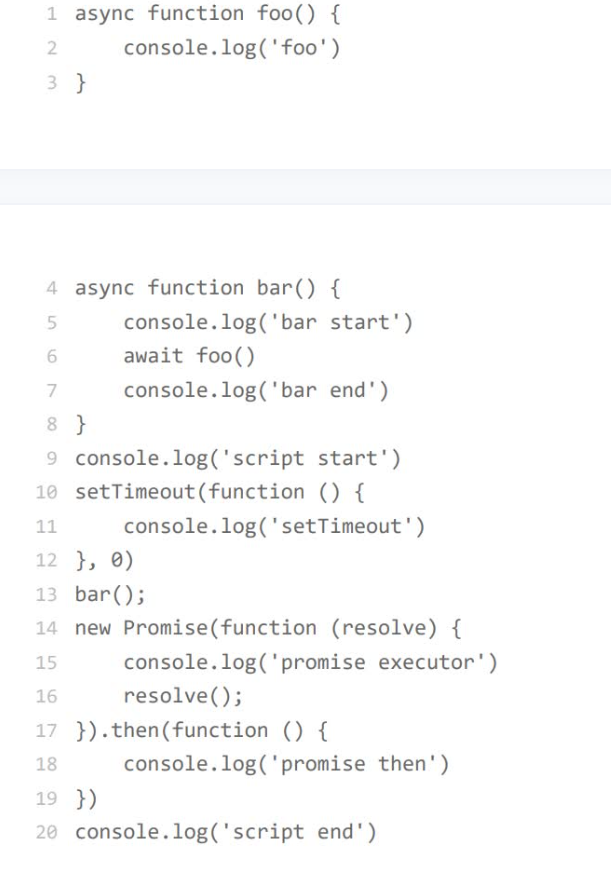 1 async function foo() {
2     console.log('foo')
3 }
4 async function bar() {
5     console.log('bar start')
6     await foo()
7     console.log('bar end')
8 }
9 console.log('script start')
10 setTimeout(function () {
11     console.log('setTimeout')
12 }, 0)
13 bar();
14 new Promise(function (resolve) {
15     console.log('promise executor')
16     resolve();
17 }).then(function () {
18     console.log('promise then')
19 })
20 console.log('script end')